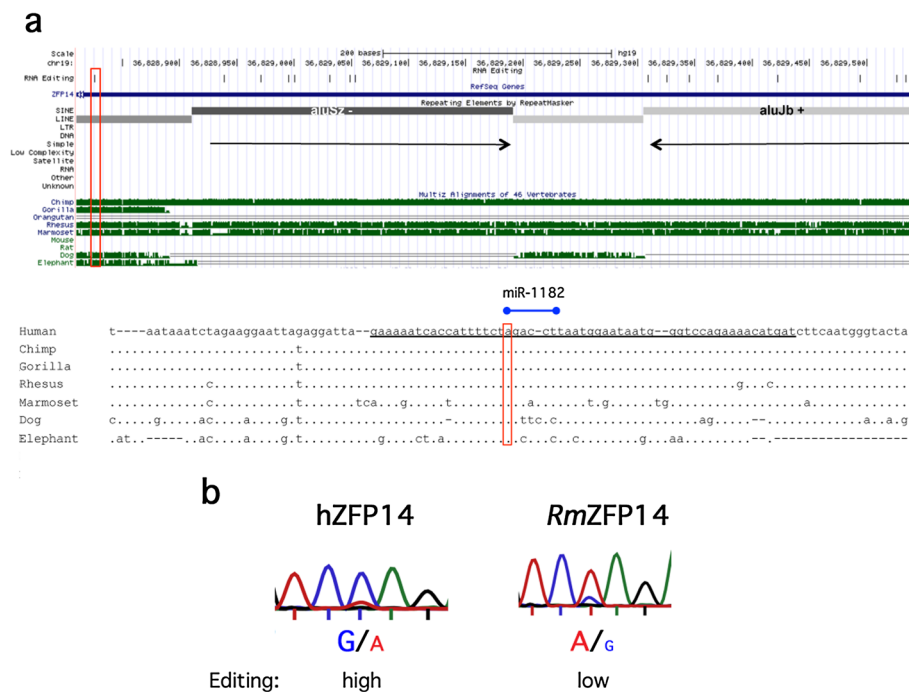 a
Scale 200 bases hg19
chr19: 36,828,900 36,828,950 36,829,000 36,829,050 36,829,100 36,829,150 36,829,200 36,829,250 36,829,300 36,829,350 36,829,400 36,829,450 36,829,500
RNA Editing
RNA Editing
RefSeq Genes
ZFP14
Repeating Elements by RepeatMasker
SINE aluSz - aluJb +
LINE
LTR
DNA
Simple
Low Complexity
Satellite
RNA
Other
Unknown
Multiz Alignments of 46 Vertebrates
Chimp
Gorilla
Orangutan
Rhesus
Marmoset
Mouse
Rat
Dog
Elephant
miR-1182
Human t----aataaatctagaaggaattagaggatta--gaaaaatcaccattttctagac-cttaatggaataatg--ggtccagaaaacatgatcttcaatgggtacta
Chimp
Gorilla
Rhesus
Marmoset
Dog
Elephant
b
hZFP14 RmZFP14
G/A A/G
Editing: high low